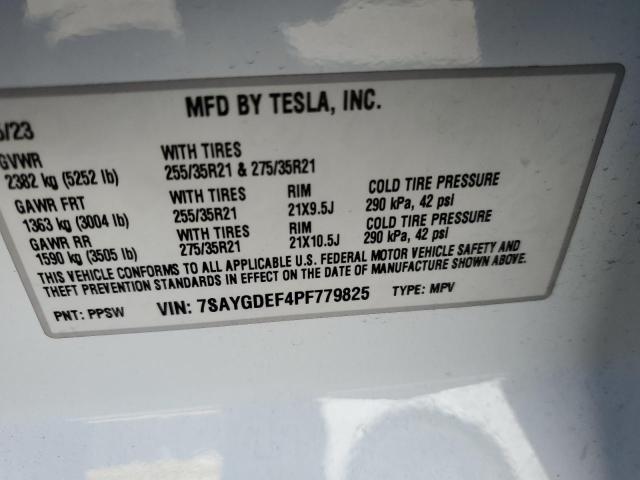 MFD BY TESLA, INC.
/23
GVWR WITH TIRES
2382 kg (5252 lb) 255/35R21 & 275/35R21
GAWR FRT WITH TIRES RIM COLD TIRE PRESSURE
1363 kg (3004 lb) 255/35R21 21X9.5J 290 kPa, 42 psi
GAWR RR WITH TIRES RIM COLD TIRE PRESSURE
1590 kg (3505 lb) 275/35R21 21X10.5J 290 kPa, 42 psi
THIS VEHICLE CONFORMS TO ALL APPLICABLE U.S. FEDERAL MOTOR VEHICLE SAFETY AND
THEFT PREVENTION STANDARDS IN EFFECT ON THE DATE OF MANUFACTURE SHOWN ABOVE.
PNT: PPSW VIN: 7SAYGDEF4PF779825 TYPE: MPV